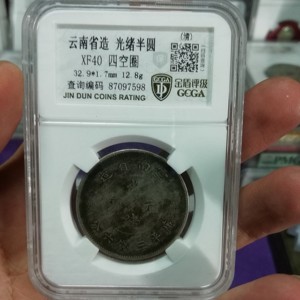 (清)
云南省造 光绪半圆
XF40 四空圈
32.9*1.7mm 12.8g
查询编码 87097598
JIN DUN COINS RATING
金盾评级
GCGA